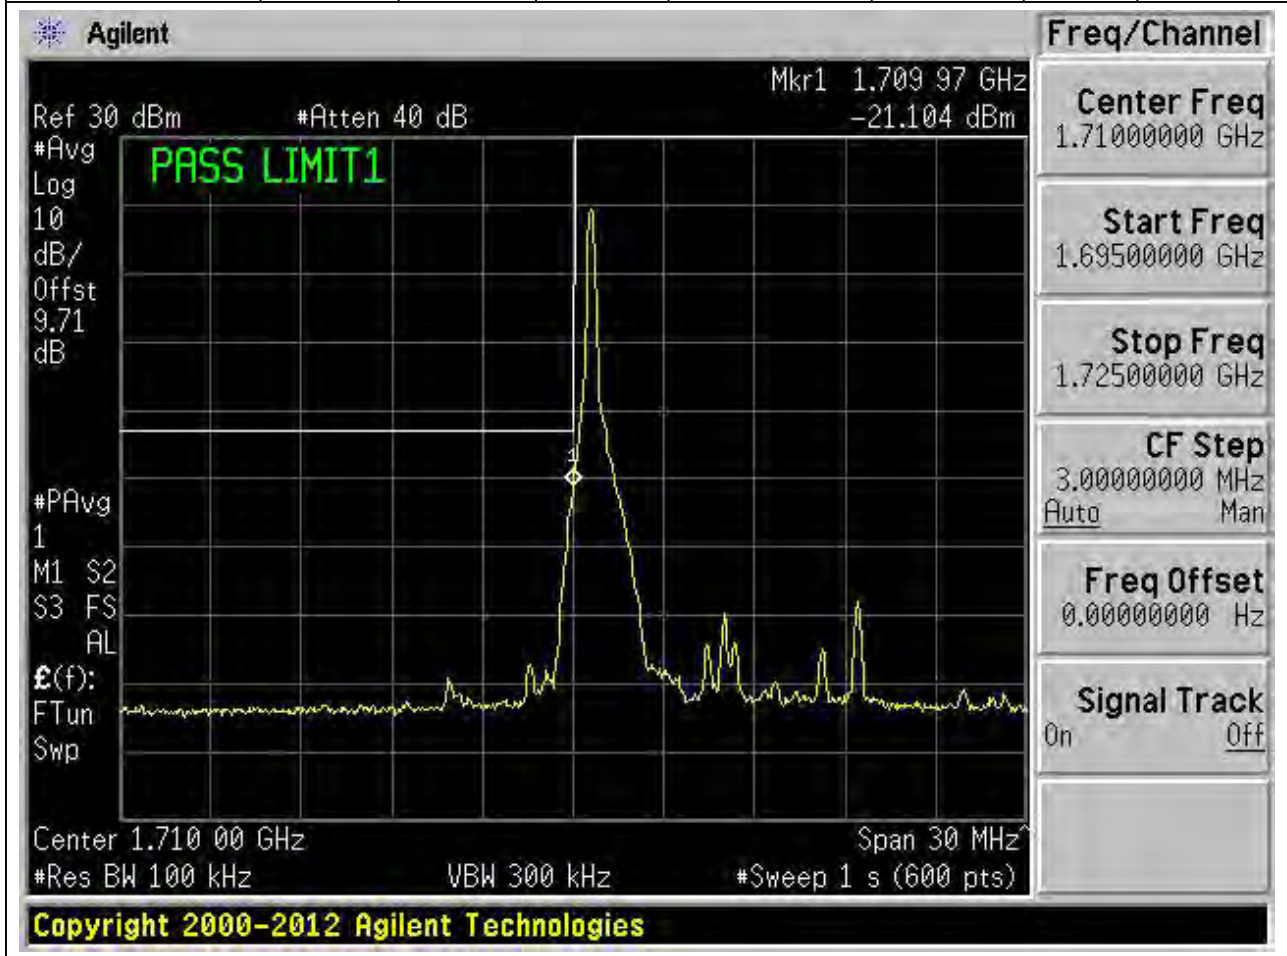 Agilent
Freq/Channel
Mkr1 1.709 97 GHz
Ref 30 dBm #Atten 40 dB -21.104 dBm
#Avg
Log
10
dB/
Offst
9.71
dB
PASS LIMIT1
1
#PAvg
1
M1 S2
S3 FS
AL
£(f):
FTun
Swp
Center 1.710 00 GHz Span 30 MHz^
#Res BW 100 kHz VBW 300 kHz #Sweep 1 s (600 pts)
Copyright 2000-2012 Agilent Technologies
Center Freq
1.71000000 GHz
Start Freq
1.69500000 GHz
Stop Freq
1.72500000 GHz
CF Step
3.00000000 MHz
Auto Man
Freq Offset
0.00000000 Hz
Signal Track
On Off